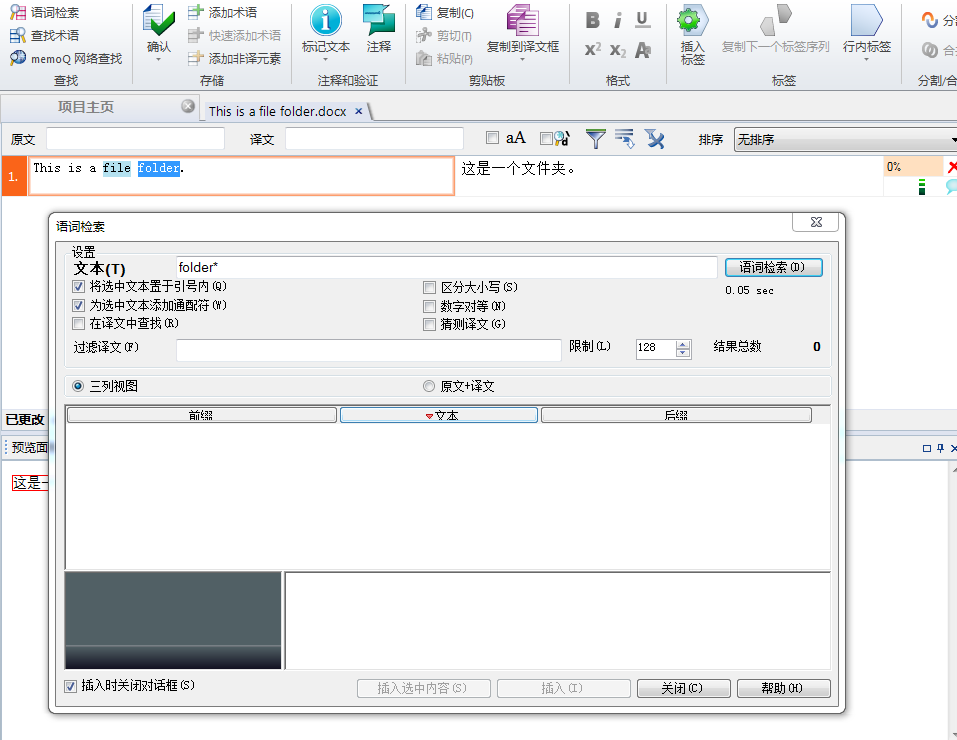 语词检索
查找术语
memoQ 网络查找
查找
确认
添加术语
快速添加术语
添加非译元素
存储
标记文本
注释
注释和验证
复制(C)
剪切(T)
粘贴(P)
复制到译文框
剪贴板
B i U
x² x₂ A
格式
插入
标签
复制下一个标签序列
行内标签
标签
分割/合
项目主页
This is a file folder.docx
原文
译文
aA
排序
无排序
1.
This is a file folder.
这是一个文件夹。
0%
语词检索
设置
文本(T)
folder*
语词检索(D)
将选中文本置于引号内(Q)
区分大小写(S)
0.05 sec
为选中文本添加通配符(W)
数字对等(N)
在译文中查找(R)
猜测译文(G)
过滤译文(F)
限制(L)
128
结果总数
0
三列视图
原文+译文
前缀
文本
后缀
已更改
预览面
这是一
插入时关闭对话框(S)
插入选中内容(S)
插入(I)
关闭(C)
帮助(H)